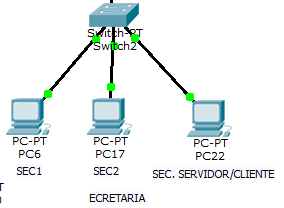 Switch-PT
Switch2
PC-PT
PC6
PC-PT
PC17
PC-PT
PC22
SEC1
SEC2
SEC. SERVIDOR/CLIENTE
ECRETARIA